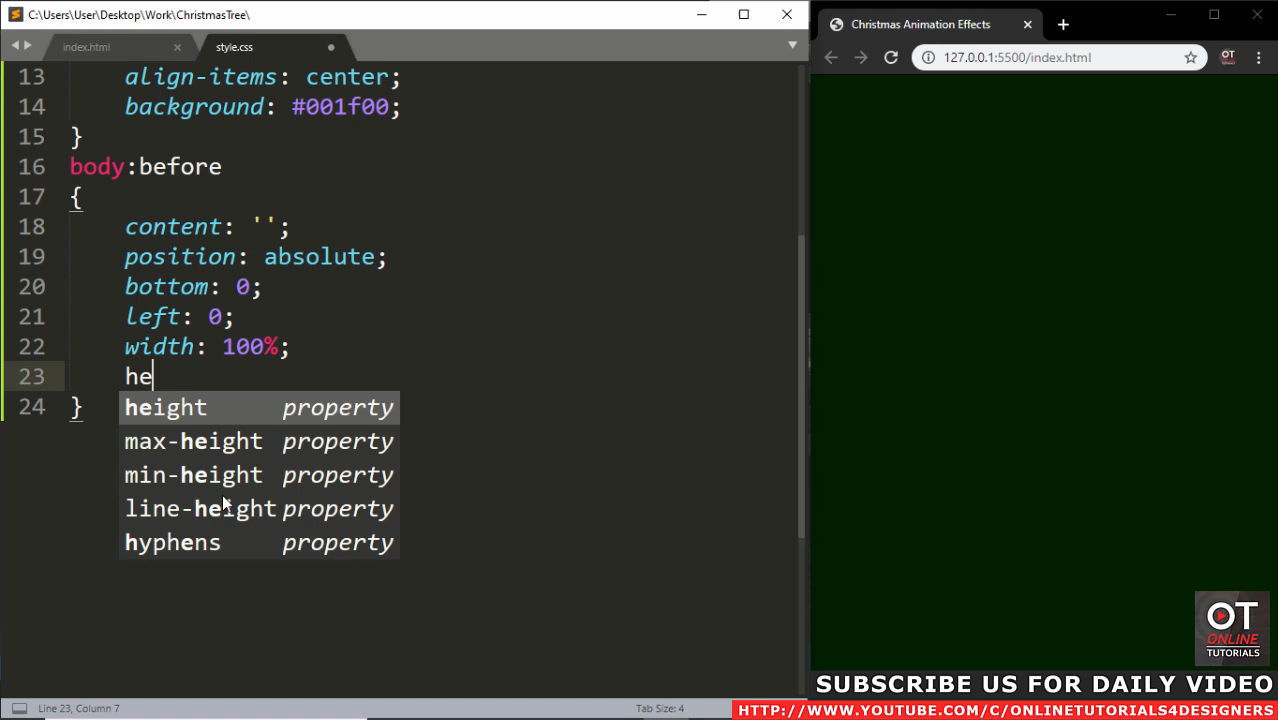 C:\Users\User\Desktop\Work\ChristmasTree\
index.html
style.css
13 align-items: center;
14 background: #001f00;
15 }
16 body:before
17 {
18 content: '';
19 position: absolute;
20 bottom: 0;
21 left: 0;
22 width: 100%;
23 he
24 }
height property
max-height property
min-height property
line-height property
hyphens property
Line 23, Column 7
Tab Size: 4
Christmas Animation Effects
127.0.0.1:5500/index.html
OT
OT
ONLINE
TUTORIALS
SUBSCRIBE US FOR DAILY VIDEO
HTTP://WWW.YOUTUBE.COM/C/ONLINETUTORIALS4DESIGNERS